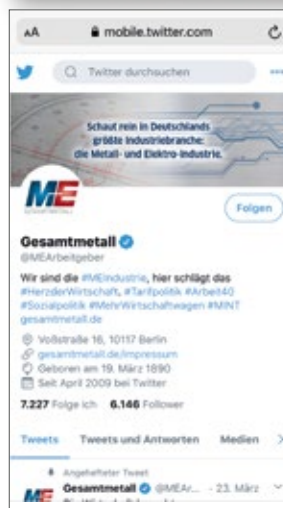 AA mobile.twitter.com
Twitter durchsuchen
Schaut rein in Deutschlands
größte Industriebranche:
die Metall- und Elektro-Industrie.
ME
GESAMTMETALL
Folgen
Gesamtmetall
@MEArbeitgeber
Wir sind die #MEindustrie, hier schlägt das
#HerzderWirtschaft. #Tarifpolitik #Arbeit40
#Sozialpolitik #MehrWirtschaftwagen #MINT
gesamtmetall.de
Voßstraße 16, 10117 Berlin
gesamtmetall.de/impressum
Geboren am 19. März 1890
Seit April 2009 bei Twitter
7.227 Folge ich 6.146 Follower
Tweets Tweets und Antworten Medien
Angehefteter Tweet
Gesamtmetall @MEAr... · 23. März
ME